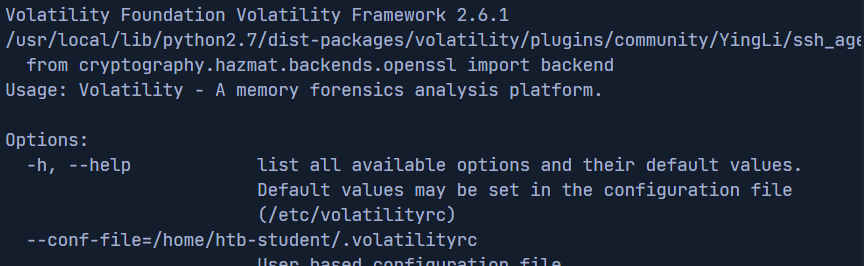 Volatility Foundation Volatility Framework 2.6.1
/usr/local/lib/python2.7/dist-packages/volatility/plugins/community/YingLi/ssh_age
from cryptography.hazmat.backends.openssl import backend
Usage: Volatility - A memory forensics analysis platform.
Options:
-h, --help list all available options and their default values.
Default values may be set in the configuration file
(/etc/volatilityrc)
--conf-file=/home/htb-student/.volatilityrc
User based configuration file